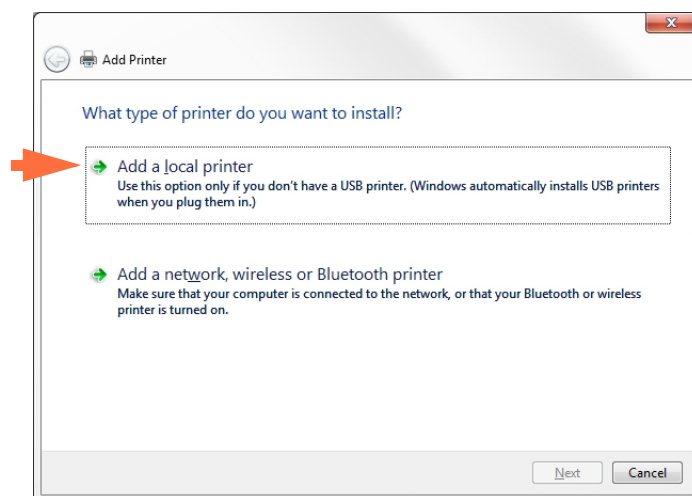 Add Printer
What type of printer do you want to install?
Add a local printer
Use this option only if you don't have a USB printer. (Windows automatically installs USB printers
when you plug them in.)
Add a network, wireless or Bluetooth printer
Make sure that your computer is connected to the network, or that your Bluetooth or wireless
printer is turned on.
Next Cancel